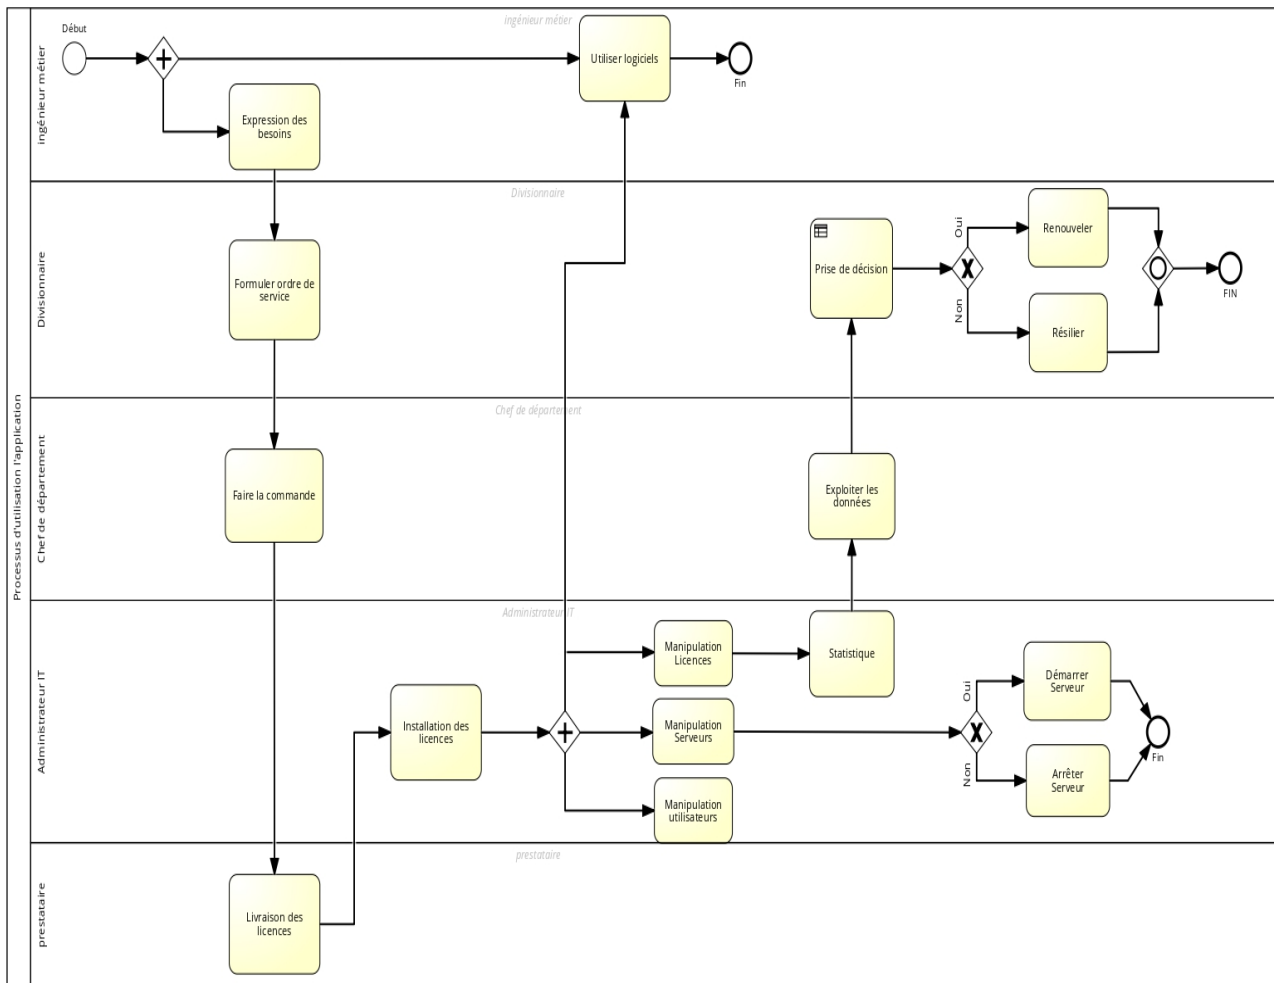 Processus d'utilisation l'application
ingénieur métier
ingénieur métier
Début
Utiliser logiciels
Fin
Expression des
besoins
Divisionnaire
Divisionnaire
Formuler ordre de
service
Prise de décision
Oui
Non
Renouveler
Résilier
FIN
Chef de département
Chef de département
Faire la commande
Exploiter les
données
Administrateur IT
Administrateur IT
Installation des
licences
Manipulation
Licences
Statistique
Manipulation
Serveurs
Manipulation
utilisateurs
Oui
Non
Démarrer
Serveur
Arrêter
Serveur
Fin
prestataire
prestataire
Livraison des
licences